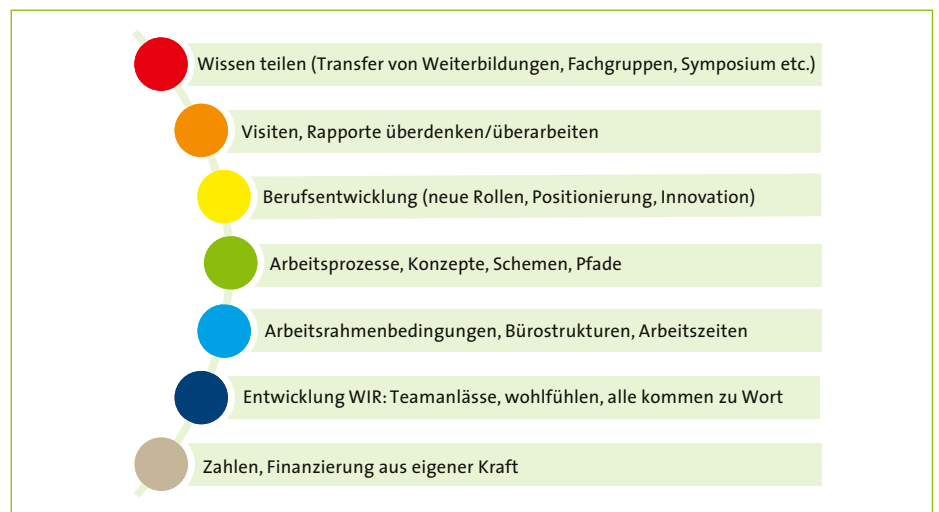 Wissen teilen (Transfer von Weiterbildungen, Fachgruppen, Symposium etc.)
Visiten, Rapporte überdenken/überarbeiten
Berufsentwicklung (neue Rollen, Positionierung, Innovation)
Arbeitsprozesse, Konzepte, Schemen, Pfade
Arbeitsrahmenbedingungen, Bürostrukturen, Arbeitszeiten
Entwicklung WIR: Teamanlässe, wohlfühlen, alle kommen zu Wort
Zahlen, Finanzierung aus eigener Kraft